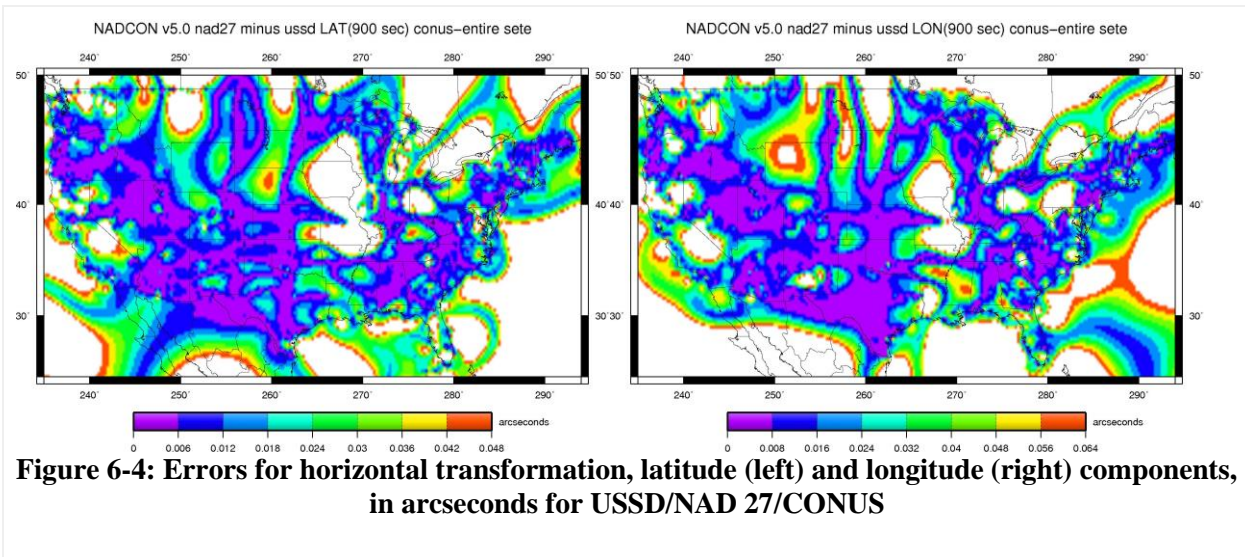 NADCON v5.0 nad27 minus ussd LAT(900 sec) conus-entire sete
240˚ 250˚ 260˚ 270˚ 280˚ 290˚
50˚
40˚
30˚
240˚ 250˚ 260˚ 270˚ 280˚ 290˚
arcseconds
0 0.006 0.012 0.018 0.024 0.03 0.036 0.042 0.048
NADCON v5.0 nad27 minus ussd LON(900 sec) conus-entire sete
240˚ 250˚ 260˚ 270˚ 280˚ 290˚
50˚ 50˚
40˚ 40˚
30˚ 30˚
240˚ 250˚ 260˚ 270˚ 280˚ 290˚
arcseconds
0 0.008 0.016 0.024 0.032 0.04 0.048 0.056 0.064
Figure 6-4: Errors for horizontal transformation, latitude (left) and longitude (right) components,
in arcseconds for USSD/NAD 27/CONUS